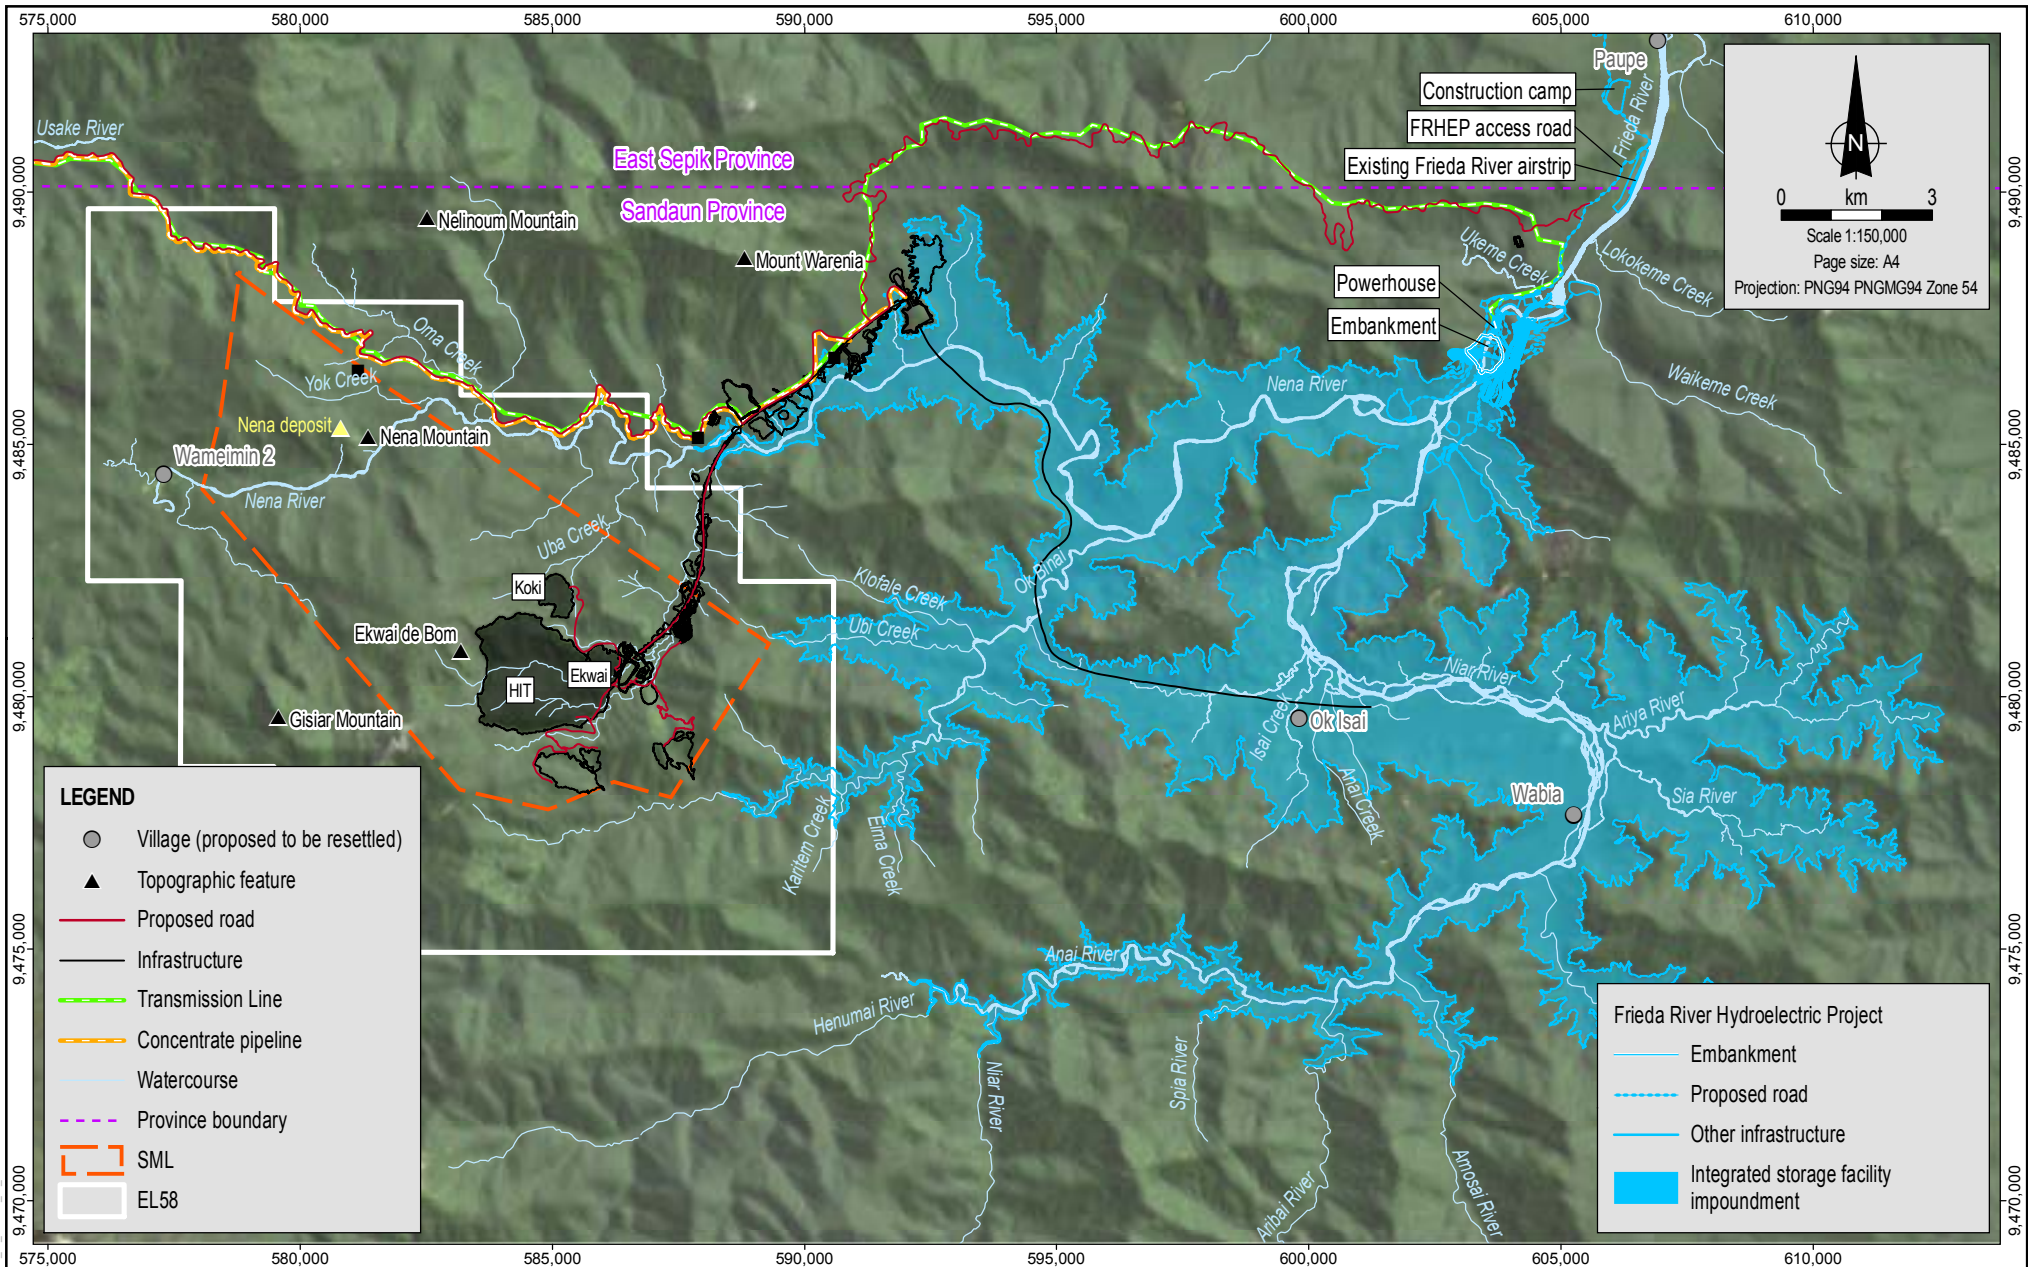 575,000
580,000
585,000
590,000
595,000
600,000
605,000
610,000
Paupe
Construction camp
FRHEP access road
Existing Frieda River airstrip
Frieda River
N
0 km 3
Scale 1:150,000
Page size: A4
Projection: PNG94 PNGMG94 Zone 54
Usake River
East Sepik Province
Sandaun Province
9,490,000
9,490,000
Nelinoum Mountain
Mount Warenia
Ukeme Creek
Lokokeme Creek
Powerhouse
Embankment
Oma Creek
Yok Creek
Nena River
Waikeme Creek
Nena deposit
Nena Mountain
9,485,000
9,485,000
Wameimin 2
Nena River
Uba Creek
Ok Binai
Klofale Creek
Koki
Ubi Creek
Ekwai de Bom
Ekwai
HIT
Niar River
Ariya River
9,480,000
9,480,000
Gisiar Mountain
Isai Creek
Ok Isai
Anai Creek
Wabia
Sia River
Karitem Creek
Elma Creek
LEGEND
Village (proposed to be resettled)
Topographic feature
Proposed road
Infrastructure
Transmission Line
Concentrate pipeline
Watercourse
Province boundary
SML
EL58
9,475,000
9,475,000
Anai River
Henumai River
Niar River
Spia River
Aribai River
Amosai River
Frieda River Hydroelectric Project
Embankment
Proposed road
Other infrastructure
Integrated storage facility
impoundment
9,470,000
9,470,000
575,000
580,000
585,000
590,000
595,000
600,000
605,000
610,000